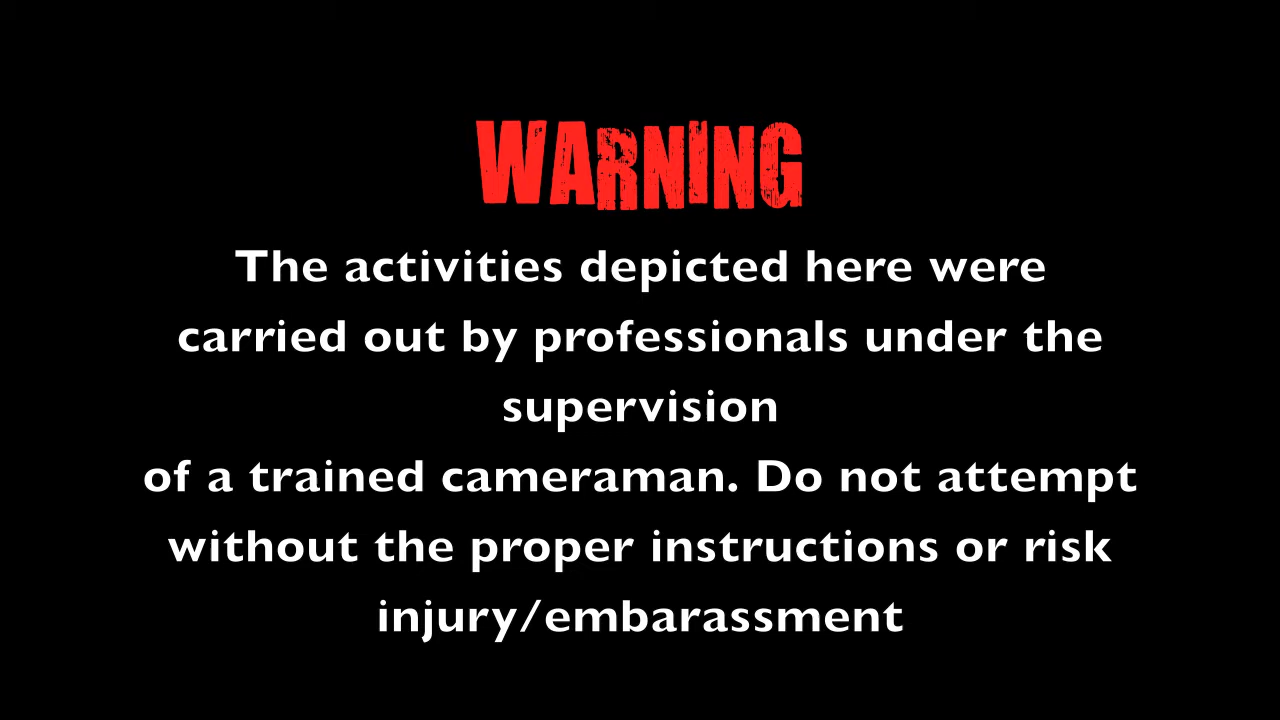 WARNING
The activities depicted here were
carried out by professionals under the
supervision
of a trained cameraman. Do not attempt
without the proper instructions or risk
injury/embarassment